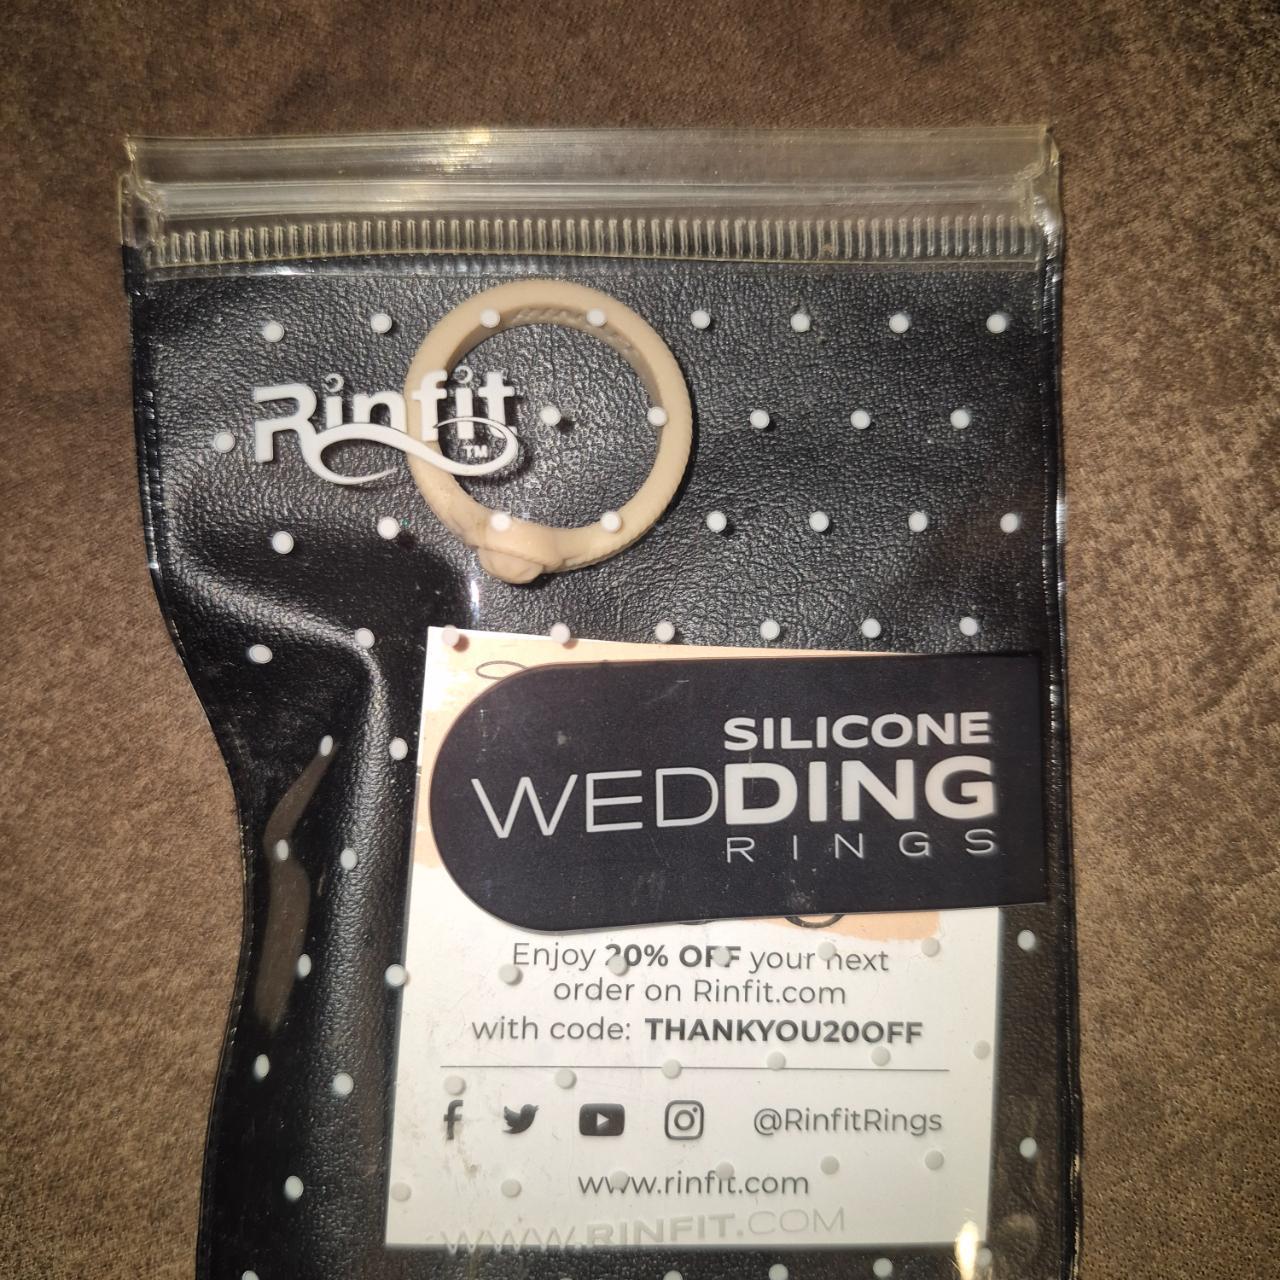 Rinfit
TM
SILICONE
WEDDING
RINGS
Enjoy 20% OFF your next
order on Rinfit.com
with code: THANKYOU20OFF
@RinfitRings
www.rinfit.com
WWW.RINFIT.COM